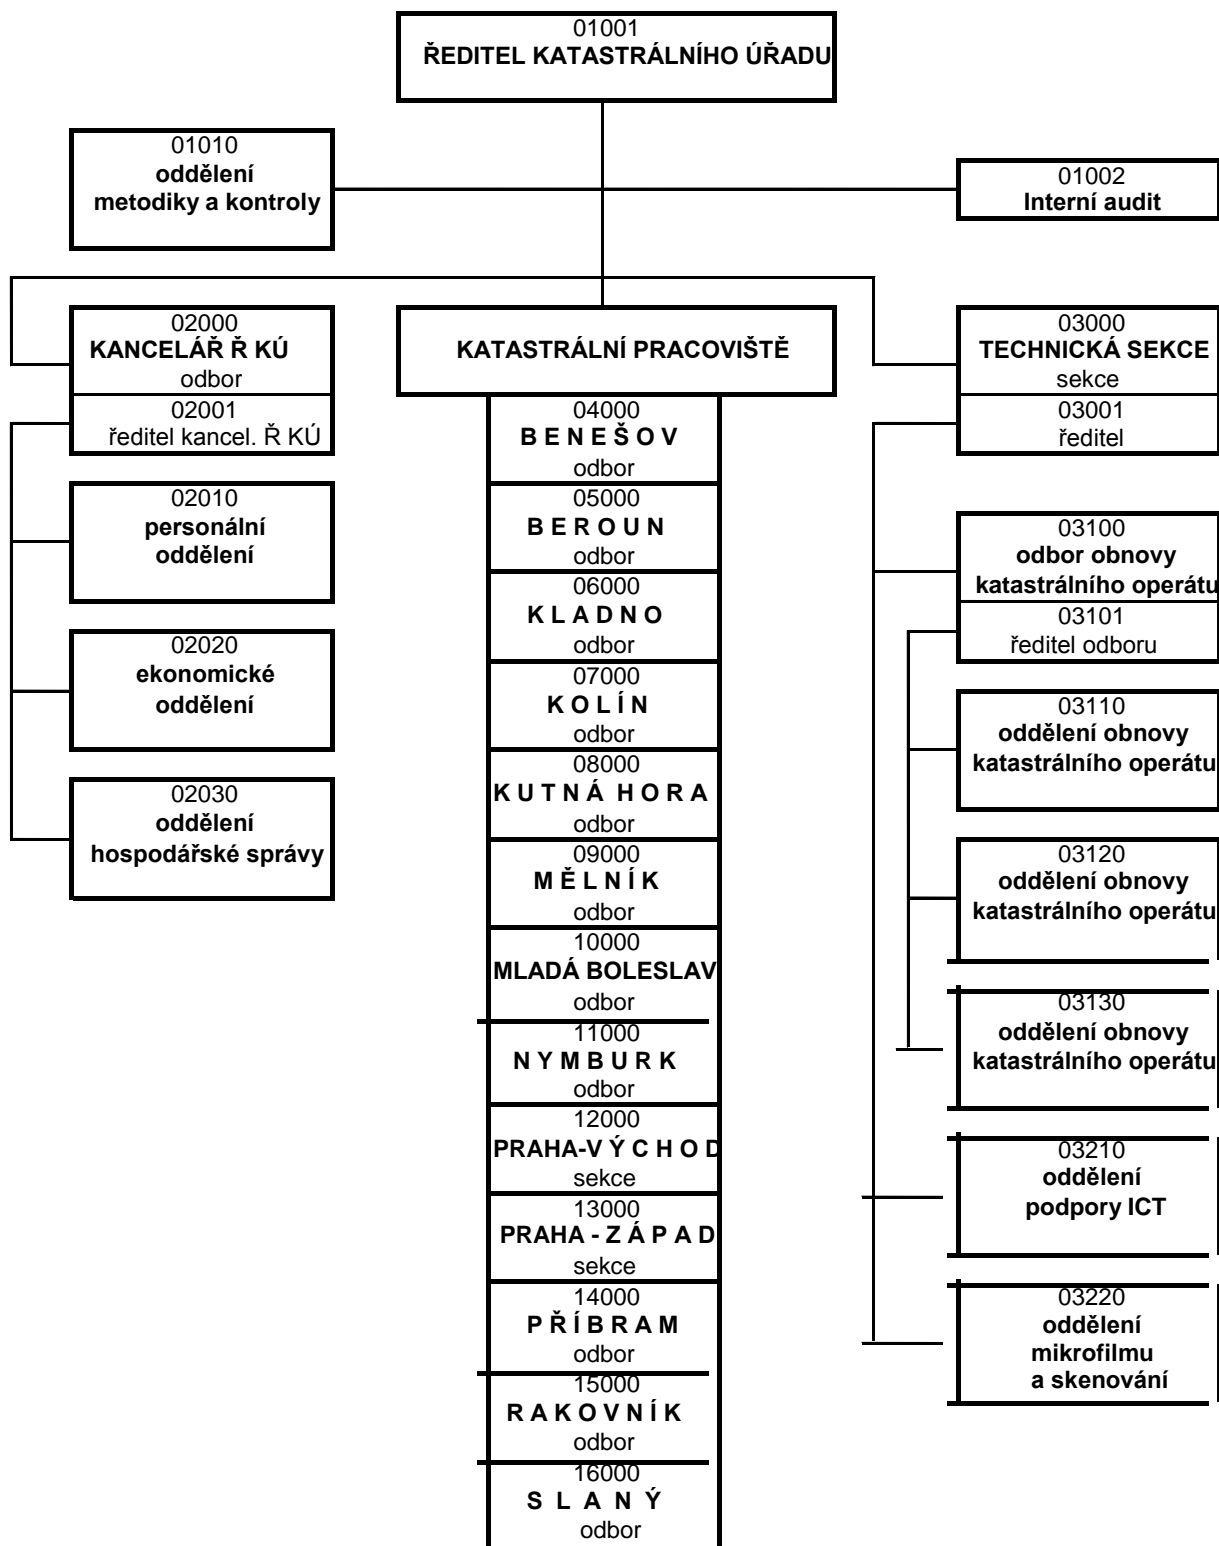 01001
ŘEDITEL KATASTRÁLNÍHO ÚŘADU
01010
oddělení
metodiky a kontroly
01002
Interní audit
02000
KANCELÁŘ Ř KÚ
odbor
02001
ředitel kancel. Ř KÚ
02010
personální
oddělení
02020
ekonomické
oddělení
02030
oddělení
hospodářské správy
KATASTRÁLNÍ PRACOVIŠTĚ
04000
B E N E Š O V
odbor
05000
B E R O U N
odbor
06000
K L A D N O
odbor
07000
K O L Í N
odbor
08000
K U T N Á H O R A
odbor
09000
M Ě L N Í K
odbor
10000
MLADÁ BOLESLAV
odbor
11000
N Y M B U R K
odbor
12000
PRAHA-V Ý C H O D
sekce
13000
PRAHA - Z Á P A D
sekce
14000
P Ř Í B R A M
odbor
15000
R A K O V N Í K
odbor
16000
S L A N Ý
odbor
03000
TECHNICKÁ SEKCE
sekce
03001
ředitel
03100
odbor obnovy
katastrálního operátu
03101
ředitel odboru
03110
oddělení obnovy
katastrálního operátu
03120
oddělení obnovy
katastrálního operátu
03130
oddělení obnovy
katastrálního operátu
03210
oddělení
podpory ICT
03220
oddělení
mikrofilmu
a skenování